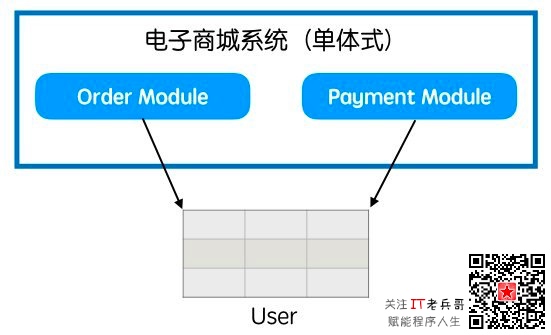 电子商城系统（单体式）
Order Module
Payment Module
User
关注IT老兵哥
赋能程序人生